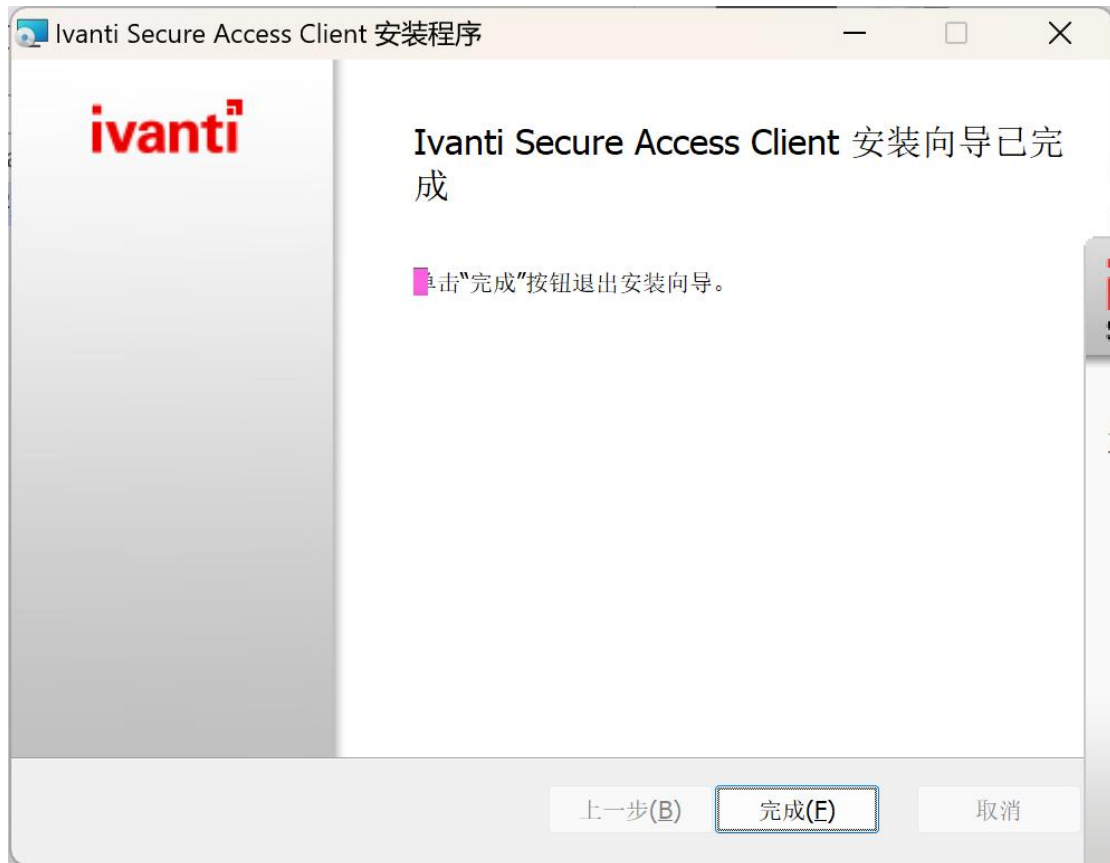 Ivanti Secure Access Client 安装程序
ivanti
Ivanti Secure Access Client 安装向导已完
成
单击“完成”按钮退出安装向导。
上一步(B)
完成(F)
取消